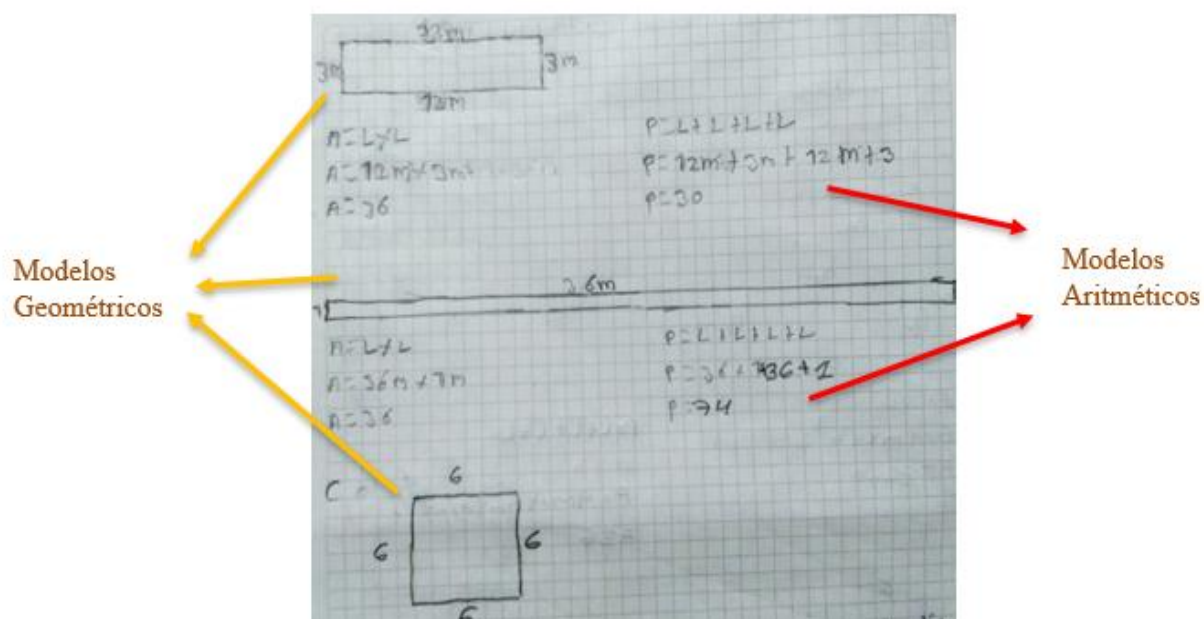 12m
3m 3m
12m
A=LxL P=L+L+L+L
A=12m x 3m P=12m+3m+12m+3
A=36 P=30
Modelos
Geométricos
Modelos
Aritméticos
36m
A=LxL P=L+L+L+L
A=36m x 1m P=36+1+36+1
A=36 P=74
C
6
6 6
6